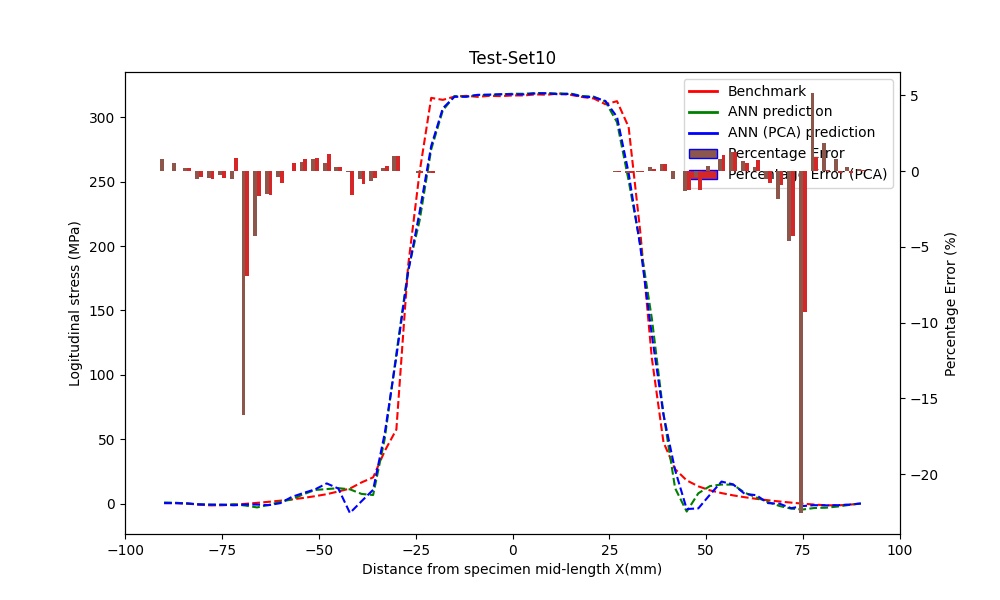 Test-Set10
Benchmark
ANN prediction
ANN (PCA) prediction
Percentage Error
Percentage Error (PCA)
300
250
200
150
100
50
0
5
0
−5
−10
−15
−20
−100
−75
−50
−25
0
25
50
75
100
Logitudinal stress (MPa)
Percentage Error (%)
Distance from specimen mid-length X(mm)